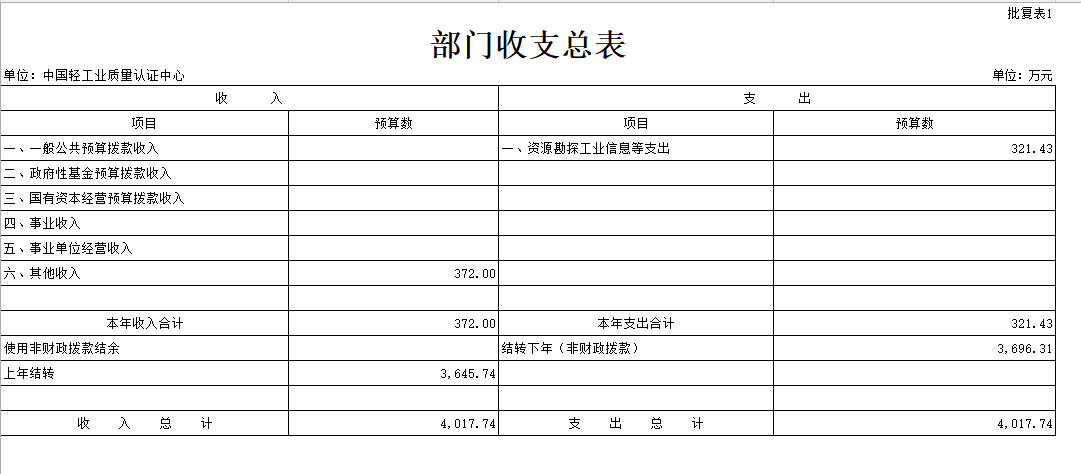 批复表1
部门收支总表
单位：中国轻工业质量认证中心 单位：万元
收 入 支 出
项目 预算数 项目 预算数
一、一般公共预算拨款收入 一、资源勘探工业信息等支出 321.43
二、政府性基金预算拨款收入
三、国有资本经营预算拨款收入
四、事业收入
五、事业单位经营收入
六、其他收入 372.00
本年收入合计 372.00 本年支出合计 321.43
使用非财政拨款结余 结转下年（非财政拨款） 3,696.31
上年结转 3,645.74
收 入 总 计 4,017.74 支 出 总 计 4,017.74